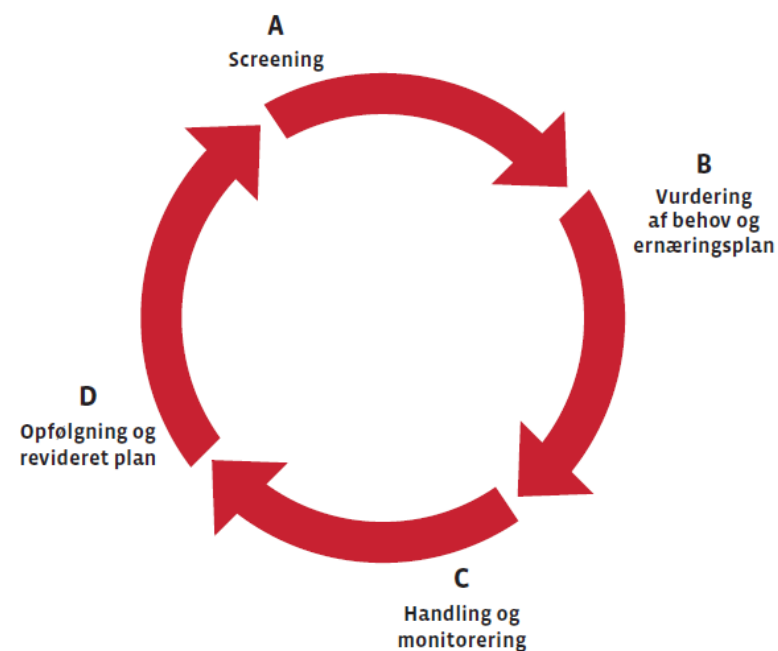 A
Screening
B
Vurdering
af behov og
ernæringsplan
C
Handling og
monitorering
D
Opfølgning og
revideret plan